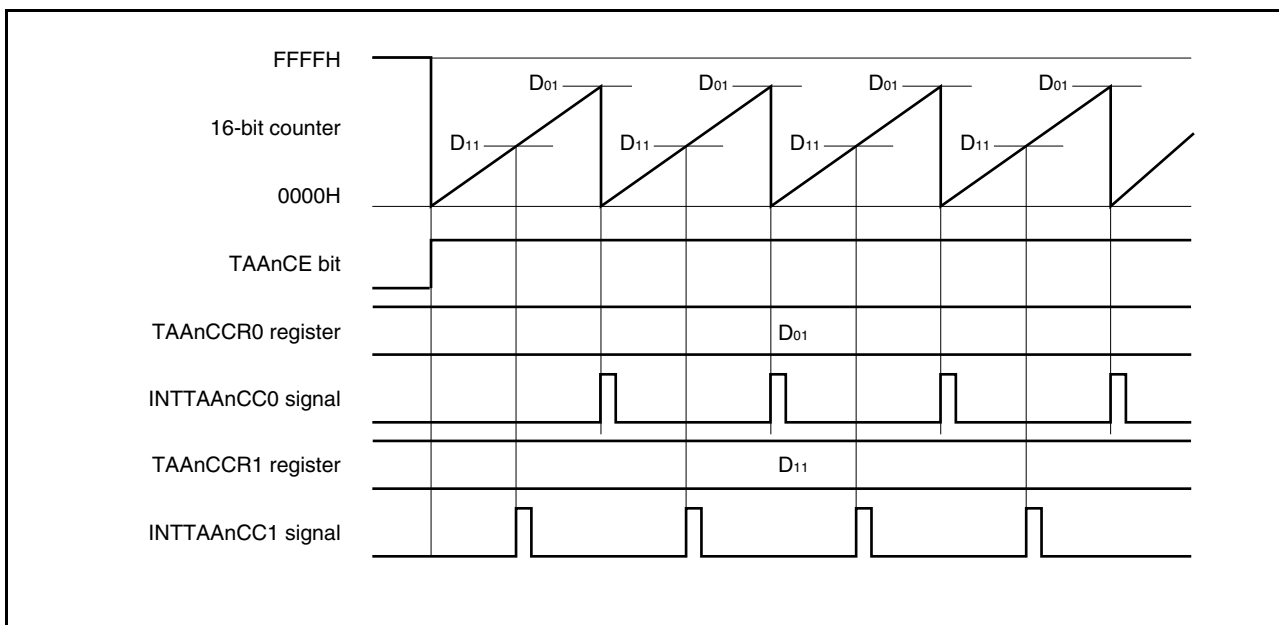 FFFFH
D01 D01 D01 D01
16-bit counter
D11 D11 D11 D11
0000H
TAAnCE bit
TAAnCCR0 register D01
INTTAAnCC0 signal
TAAnCCR1 register D11
INTTAAnCC1 signal